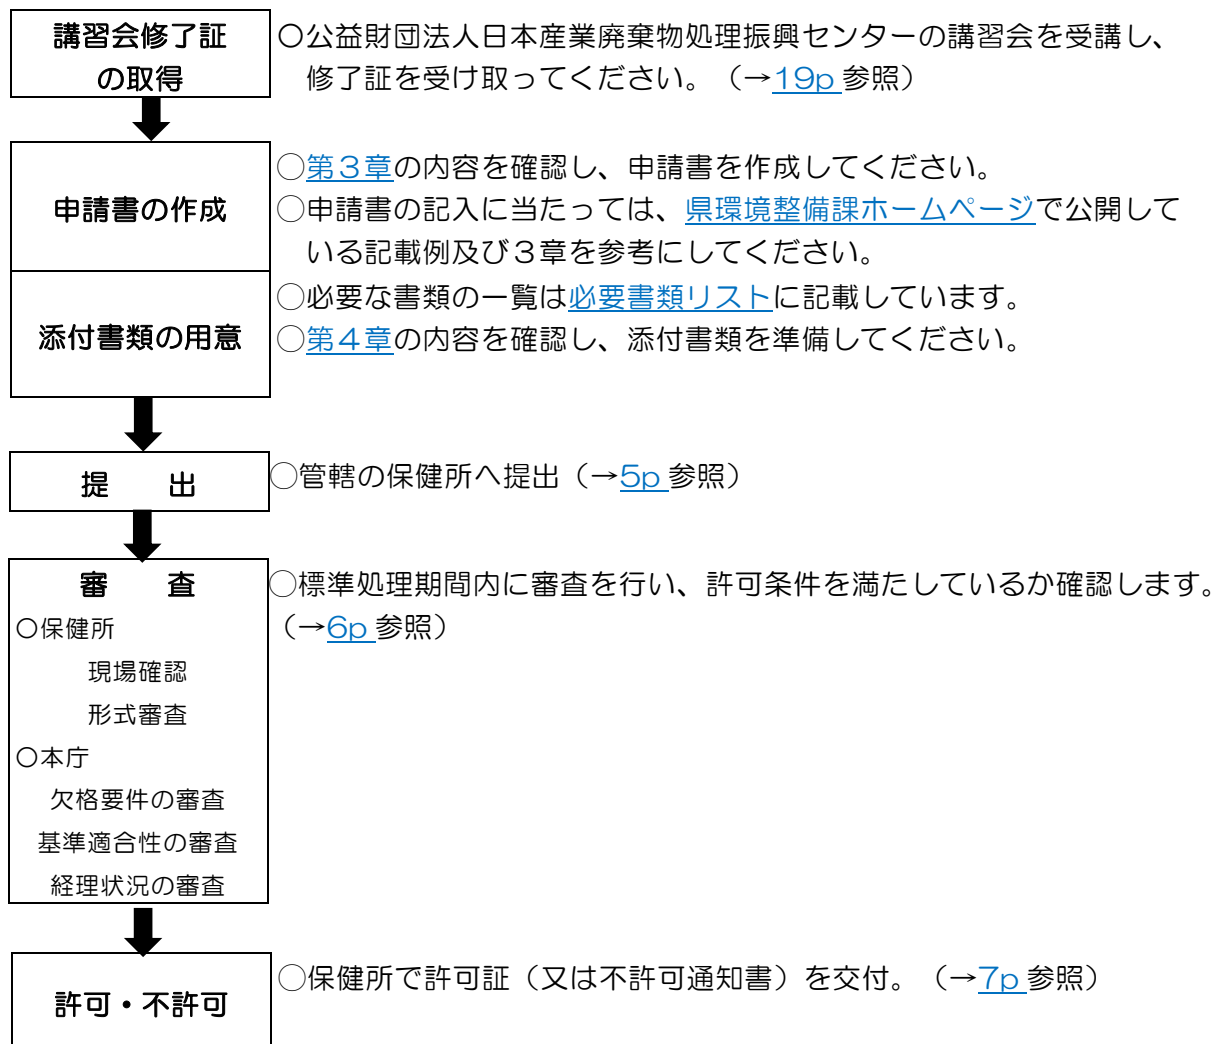 講習会修了証
の取得
〇公益財団法人日本産業廃棄物処理振興センターの講習会を受講し、
修了証を受け取ってください。（→19p 参照）
申請書の作成
◯第３章の内容を確認し、申請書を作成してください。
◯申請書の記入に当たっては、県環境整備課ホームページで公開して
いる記載例及び３章を参考にしてください。
添付書類の用意
◯必要な書類の一覧は必要書類リストに記載しています。
◯第４章の内容を確認し、添付書類を準備してください。
提　　出
◯管轄の保健所へ提出（→5p 参照）
審　　査
〇保健所
現場確認
形式審査
〇本庁
欠格要件の審査
基準適合性の審査
経理状況の審査
◯標準処理期間内に審査を行い、許可条件を満たしているか確認します。
（→6p 参照）
許可・不許可
◯保健所で許可証（又は不許可通知書）を交付。（→7p 参照）